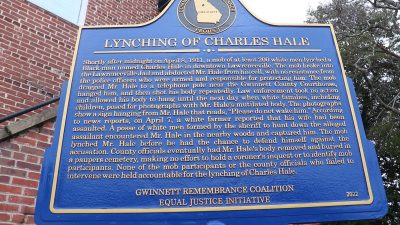 LYNCHING OF CHARLES HALE
Shortly after midnight on April 8, 1911, a mob of at least 200 white men lynched a
Black man named Charles Hale in downtown Lawrenceville. The mob broke into
the Lawrenceville Jail and abducted Mr. Hale from his cell, with no resistance from
the police officers who were armed and responsible for protecting him. The mob
dragged Mr. Hale to a telephone pole near the Gwinnett County Courthouse,
hanged him, and then shot his body repeatedly. Law enforcement took no action
and allowed his body to hang until the next day where white families, including
children, posed for photographs with Mr. Hale's mutilated body. The photographs
show a sign hanging from Mr. Hale that reads, "Please do not wake him." According
to news reports, on April 7, a white farmer reported that his wife had been
assaulted. A posse of white men formed by the sheriff to hunt down the alleged
assailant encountered Mr. Hale in the nearby woods and captured him. The mob
lynched Mr. Hale before he had the chance to defend himself against the
accusation. County officials eventually had Mr. Hale's body removed and buried in
a paupers cemetery, making no effort to hold a coroner's inquest or to identify mob
participants. None of the mob participants or the county officials who failed to
intervene were held accountable for the lynching of Charles Hale.
GWINNETT REMEMBRANCE COALITION
EQUAL JUSTICE INITIATIVE
2022